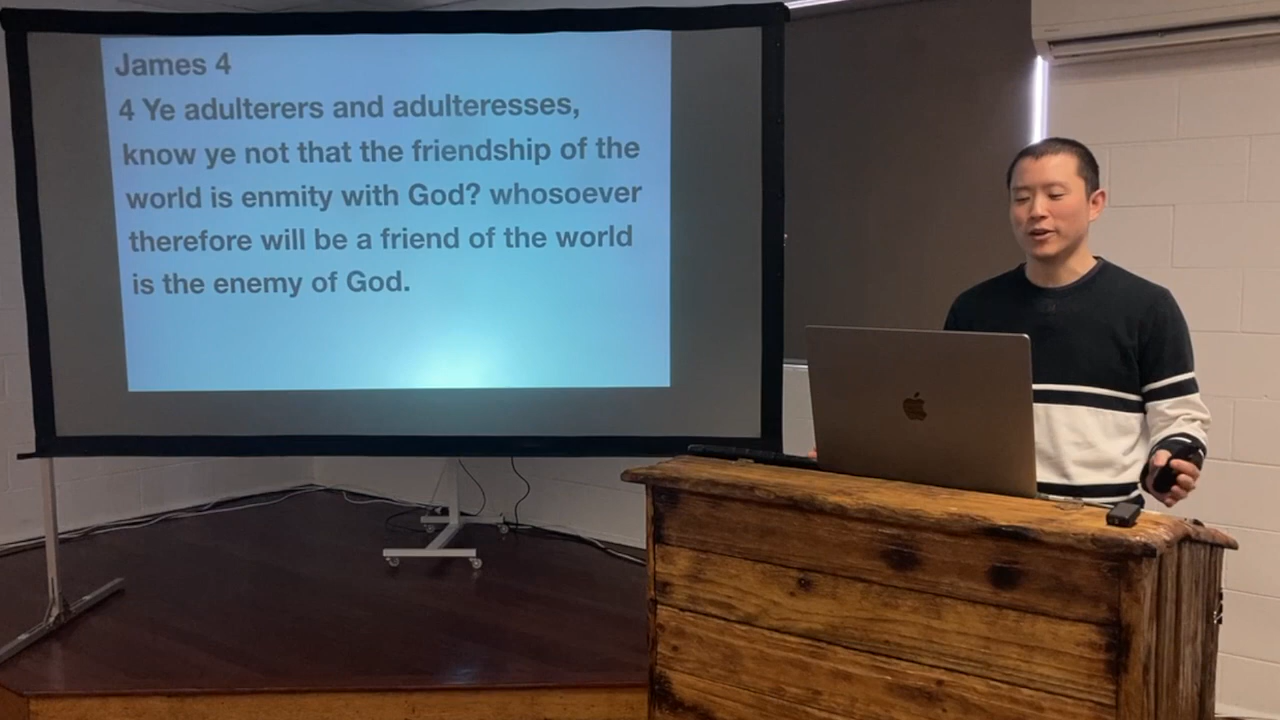 James 4
4 Ye adulterers and adulteresses,
know ye not that the friendship of the
world is enmity with God? whosoever
therefore will be a friend of the world
is the enemy of God.